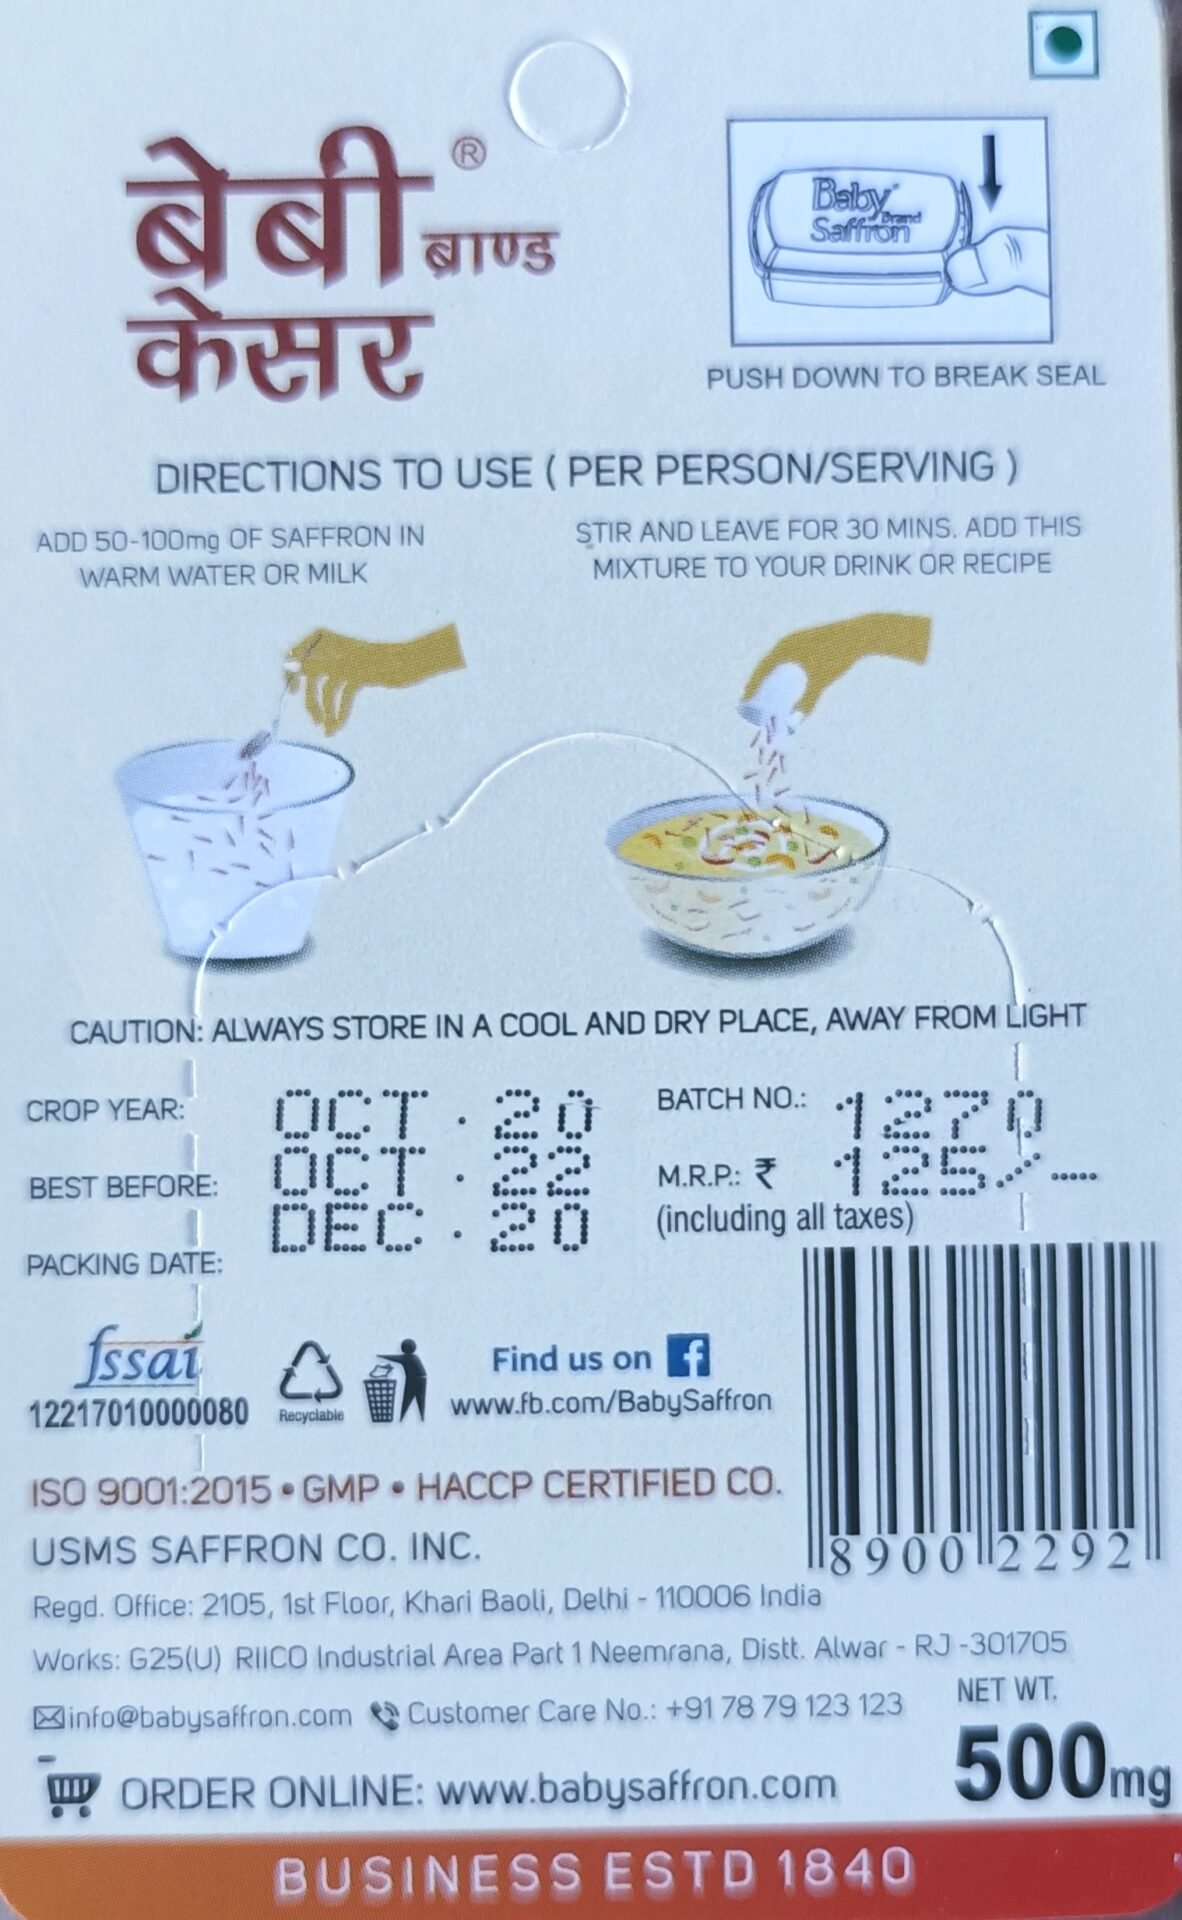 बेबी ®
ब्राण्ड
केसर
Baby
Brand
Saffron
PUSH DOWN TO BREAK SEAL
DIRECTIONS TO USE ( PER PERSON/SERVING )
ADD 50-100mg OF SAFFRON IN
WARM WATER OR MILK
STIR AND LEAVE FOR 30 MINS. ADD THIS
MIXTURE TO YOUR DRINK OR RECIPE
CAUTION: ALWAYS STORE IN A COOL AND DRY PLACE, AWAY FROM LIGHT
CROP YEAR: OCT . 20
BEST BEFORE: OCT . 22
PACKING DATE: DEC . 20
BATCH NO.: 1270
M.R.P.: ₹ 125/-
(including all taxes)
fssai
12217010000080
Recyclable
Find us on f
www.fb.com/BabySaffron
ISO 9001:2015 • GMP • HACCP CERTIFIED CO.
89002292
USMS SAFFRON CO. INC.
Regd. Office: 2105, 1st Floor, Khari Baoli, Delhi - 110006 India
Works: G25(U) RIICO Industrial Area Part 1 Neemrana, Distt. Alwar - RJ -301705
info@babysaffron.com Customer Care No.: +91 78 79 123 123
NET WT.
500mg
ORDER ONLINE: www.babysaffron.com
BUSINESS ESTD 1840